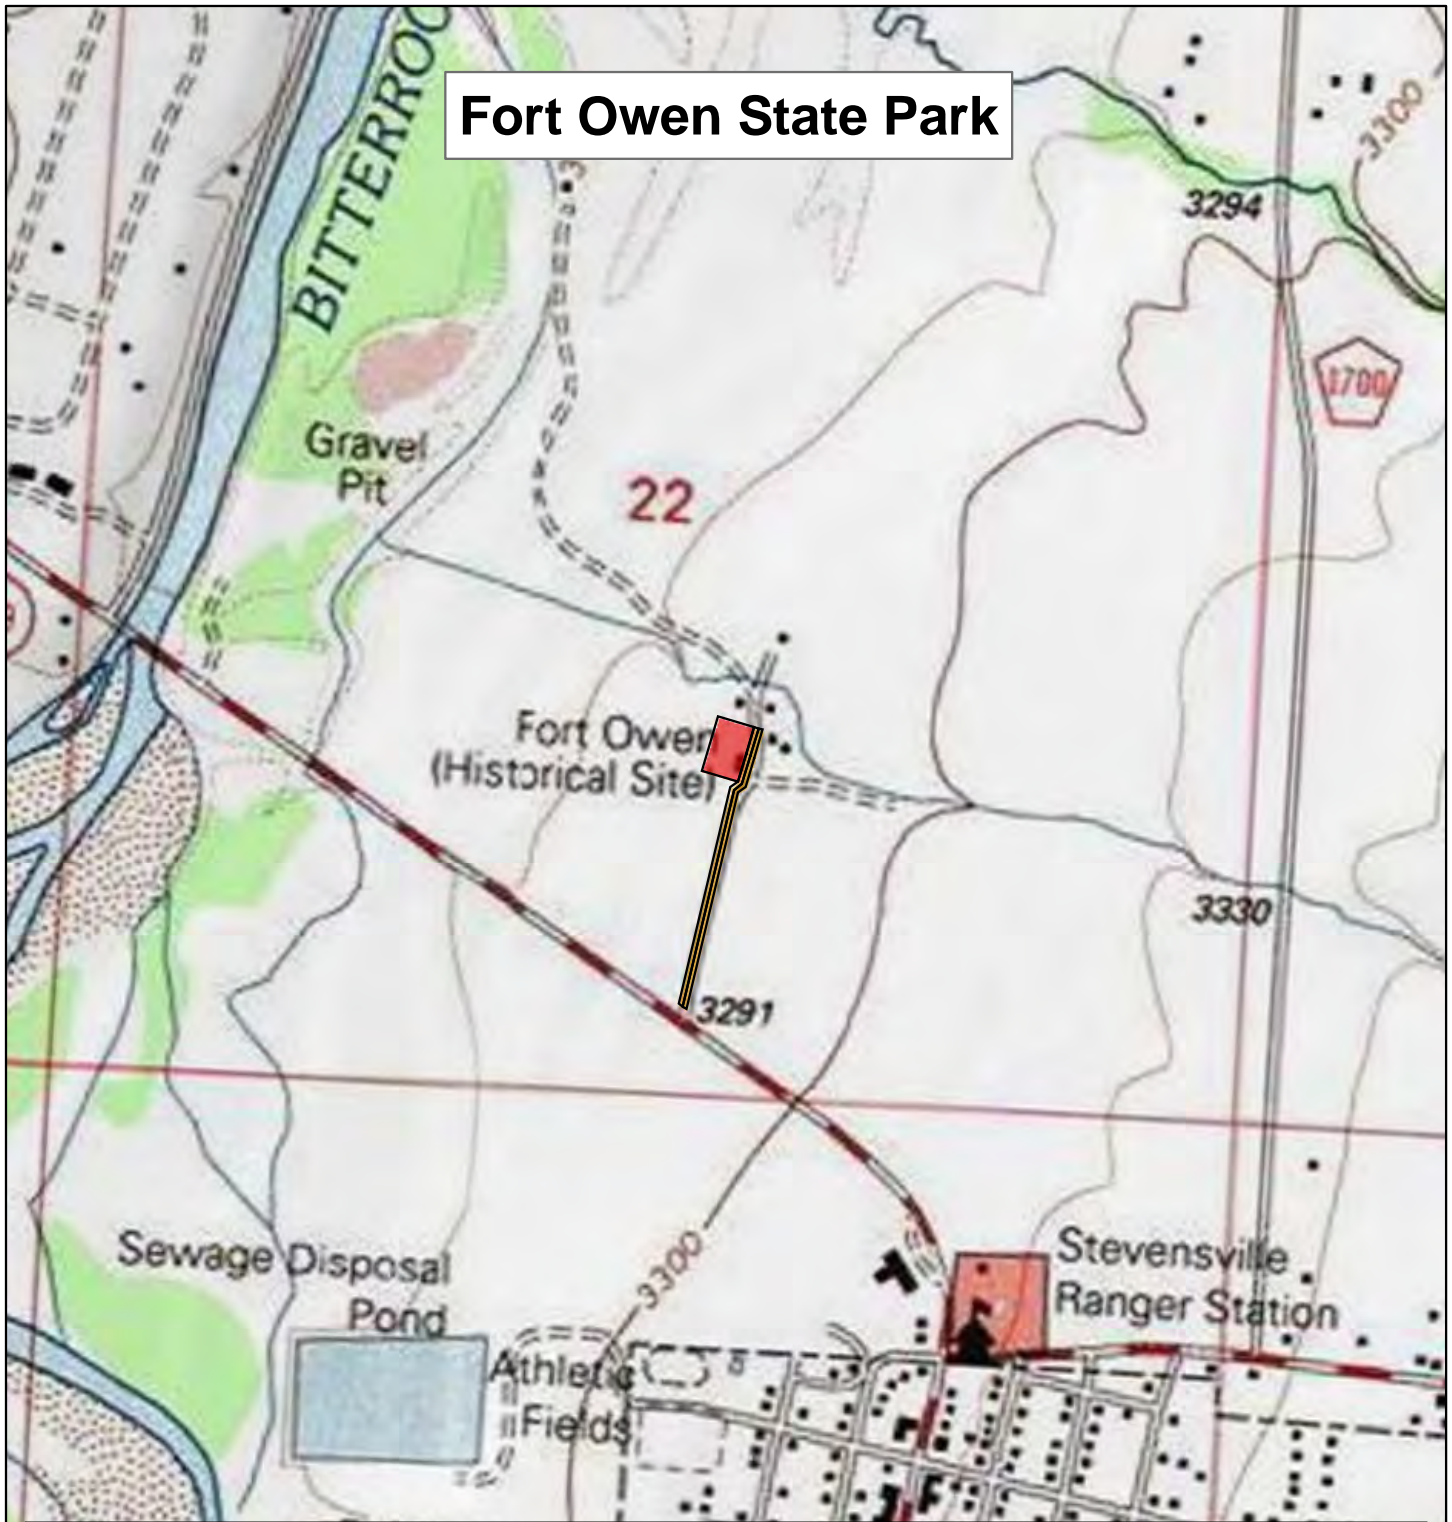 Fort Owen State Park
BITTERROO
3300
3294
1700
Gravel
Pit
22
Fort Owen
(Historical Site)
3330
3291
Sewage Disposal
Pond
3300
Stevensville
Ranger Station
Athletic
Fields